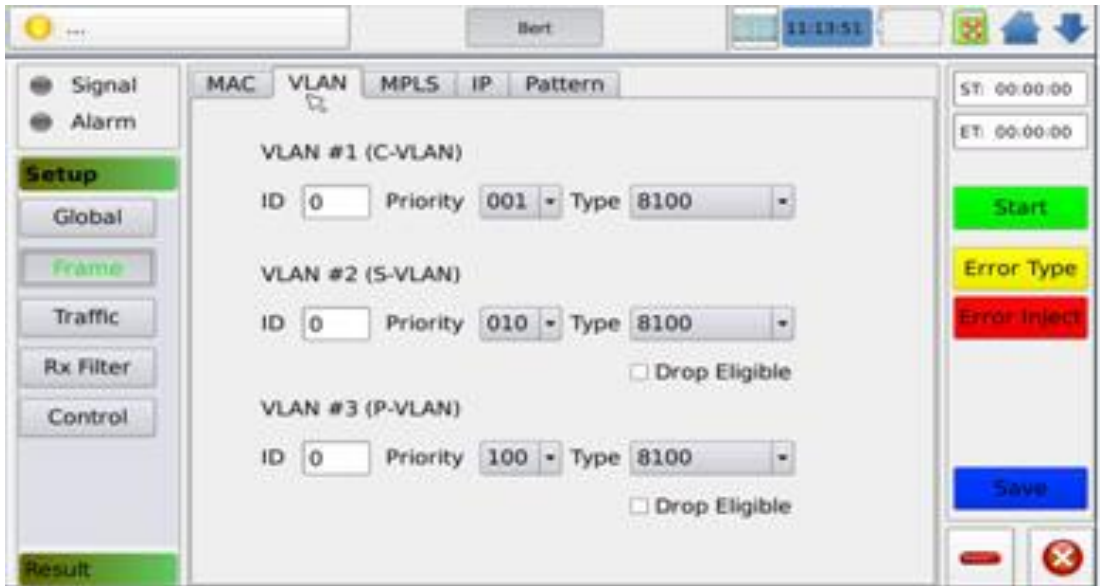 ...
Bert
11:13:51
Signal
Alarm
Setup
Global
Frame
Traffic
Rx Filter
Control
Result
MAC VLAN MPLS IP Pattern
VLAN #1 (C-VLAN)
ID 0 Priority 001 Type 8100
VLAN #2 (S-VLAN)
ID 0 Priority 010 Type 8100
Drop Eligible
VLAN #3 (P-VLAN)
ID 0 Priority 100 Type 8100
Drop Eligible
ST: 00:00:00
ET: 00:00:00
Start
Error Type
Error Inject
Save